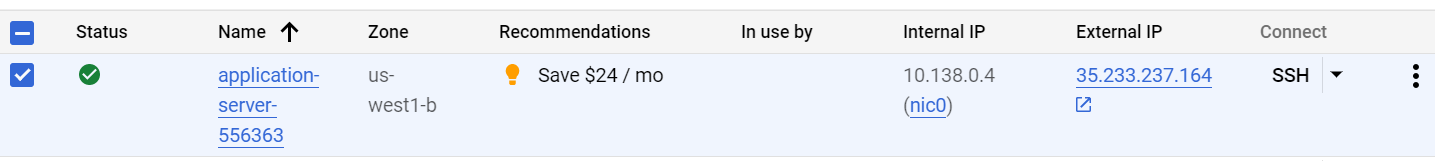 Status Name Zone Recommendations In use by Internal IP External IP Connect
application- us- Save $24 / mo 10.138.0.4 35.233.237.164 SSH
server- west1-b (nic0)
556363